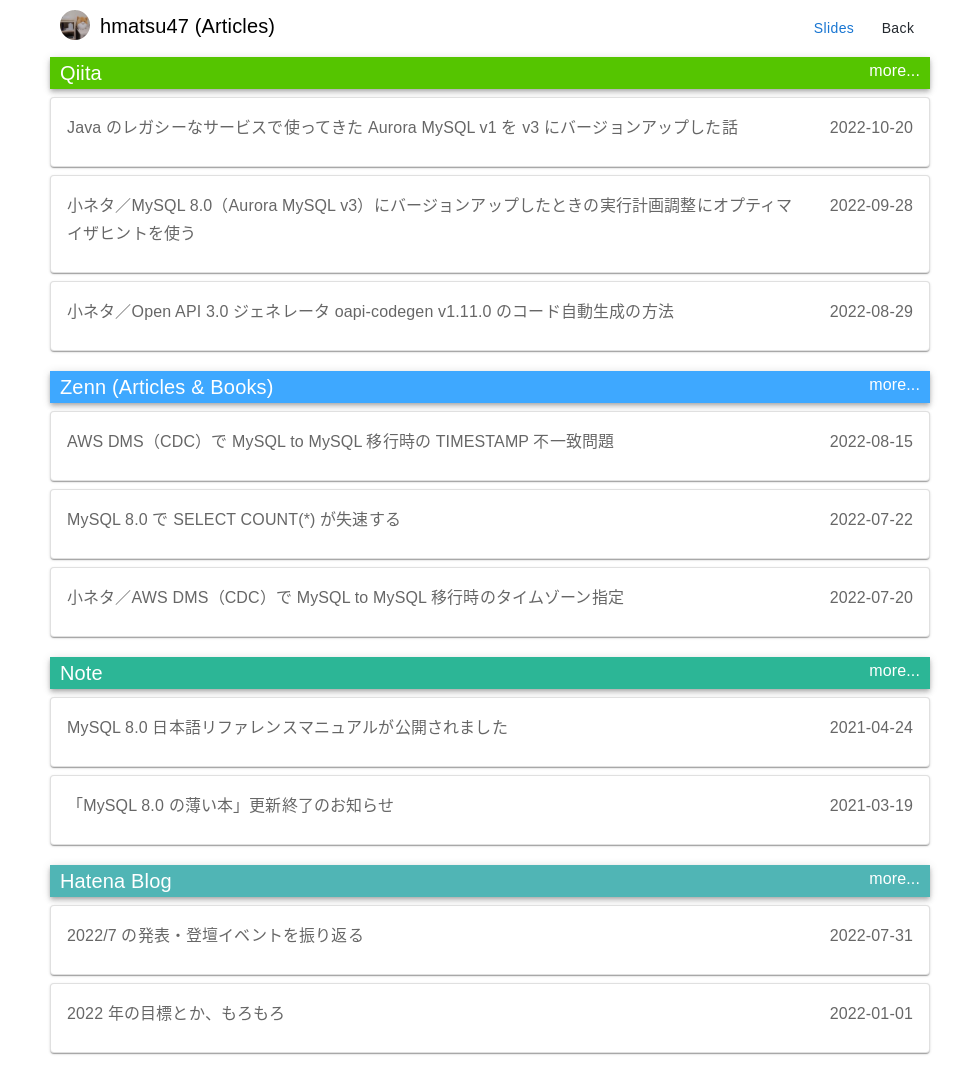 hmatsu47 (Articles)
Slides
Back
Qiita
more...
Java のレガシーなサービスで使ってきた Aurora MySQL v1 を v3 にバージョンアップした話
2022-10-20
小ネタ／MySQL 8.0（Aurora MySQL v3）にバージョンアップしたときの実行計画調整にオプティマ
イザヒントを使う
2022-09-28
小ネタ／Open API 3.0 ジェネレータ oapi-codegen v1.11.0 のコード自動生成の方法
2022-08-29
Zenn (Articles & Books)
more...
AWS DMS（CDC）で MySQL to MySQL 移行時の TIMESTAMP 不一致問題
2022-08-15
MySQL 8.0 で SELECT COUNT(*) が失速する
2022-07-22
小ネタ／AWS DMS（CDC）で MySQL to MySQL 移行時のタイムゾーン指定
2022-07-20
Note
more...
MySQL 8.0 日本語リファレンスマニュアルが公開されました
2021-04-24
「MySQL 8.0 の薄い本」更新終了のお知らせ
2021-03-19
Hatena Blog
more...
2022/7 の発表・登壇イベントを振り返る
2022-07-31
2022 年の目標とか、もろもろ
2022-01-01